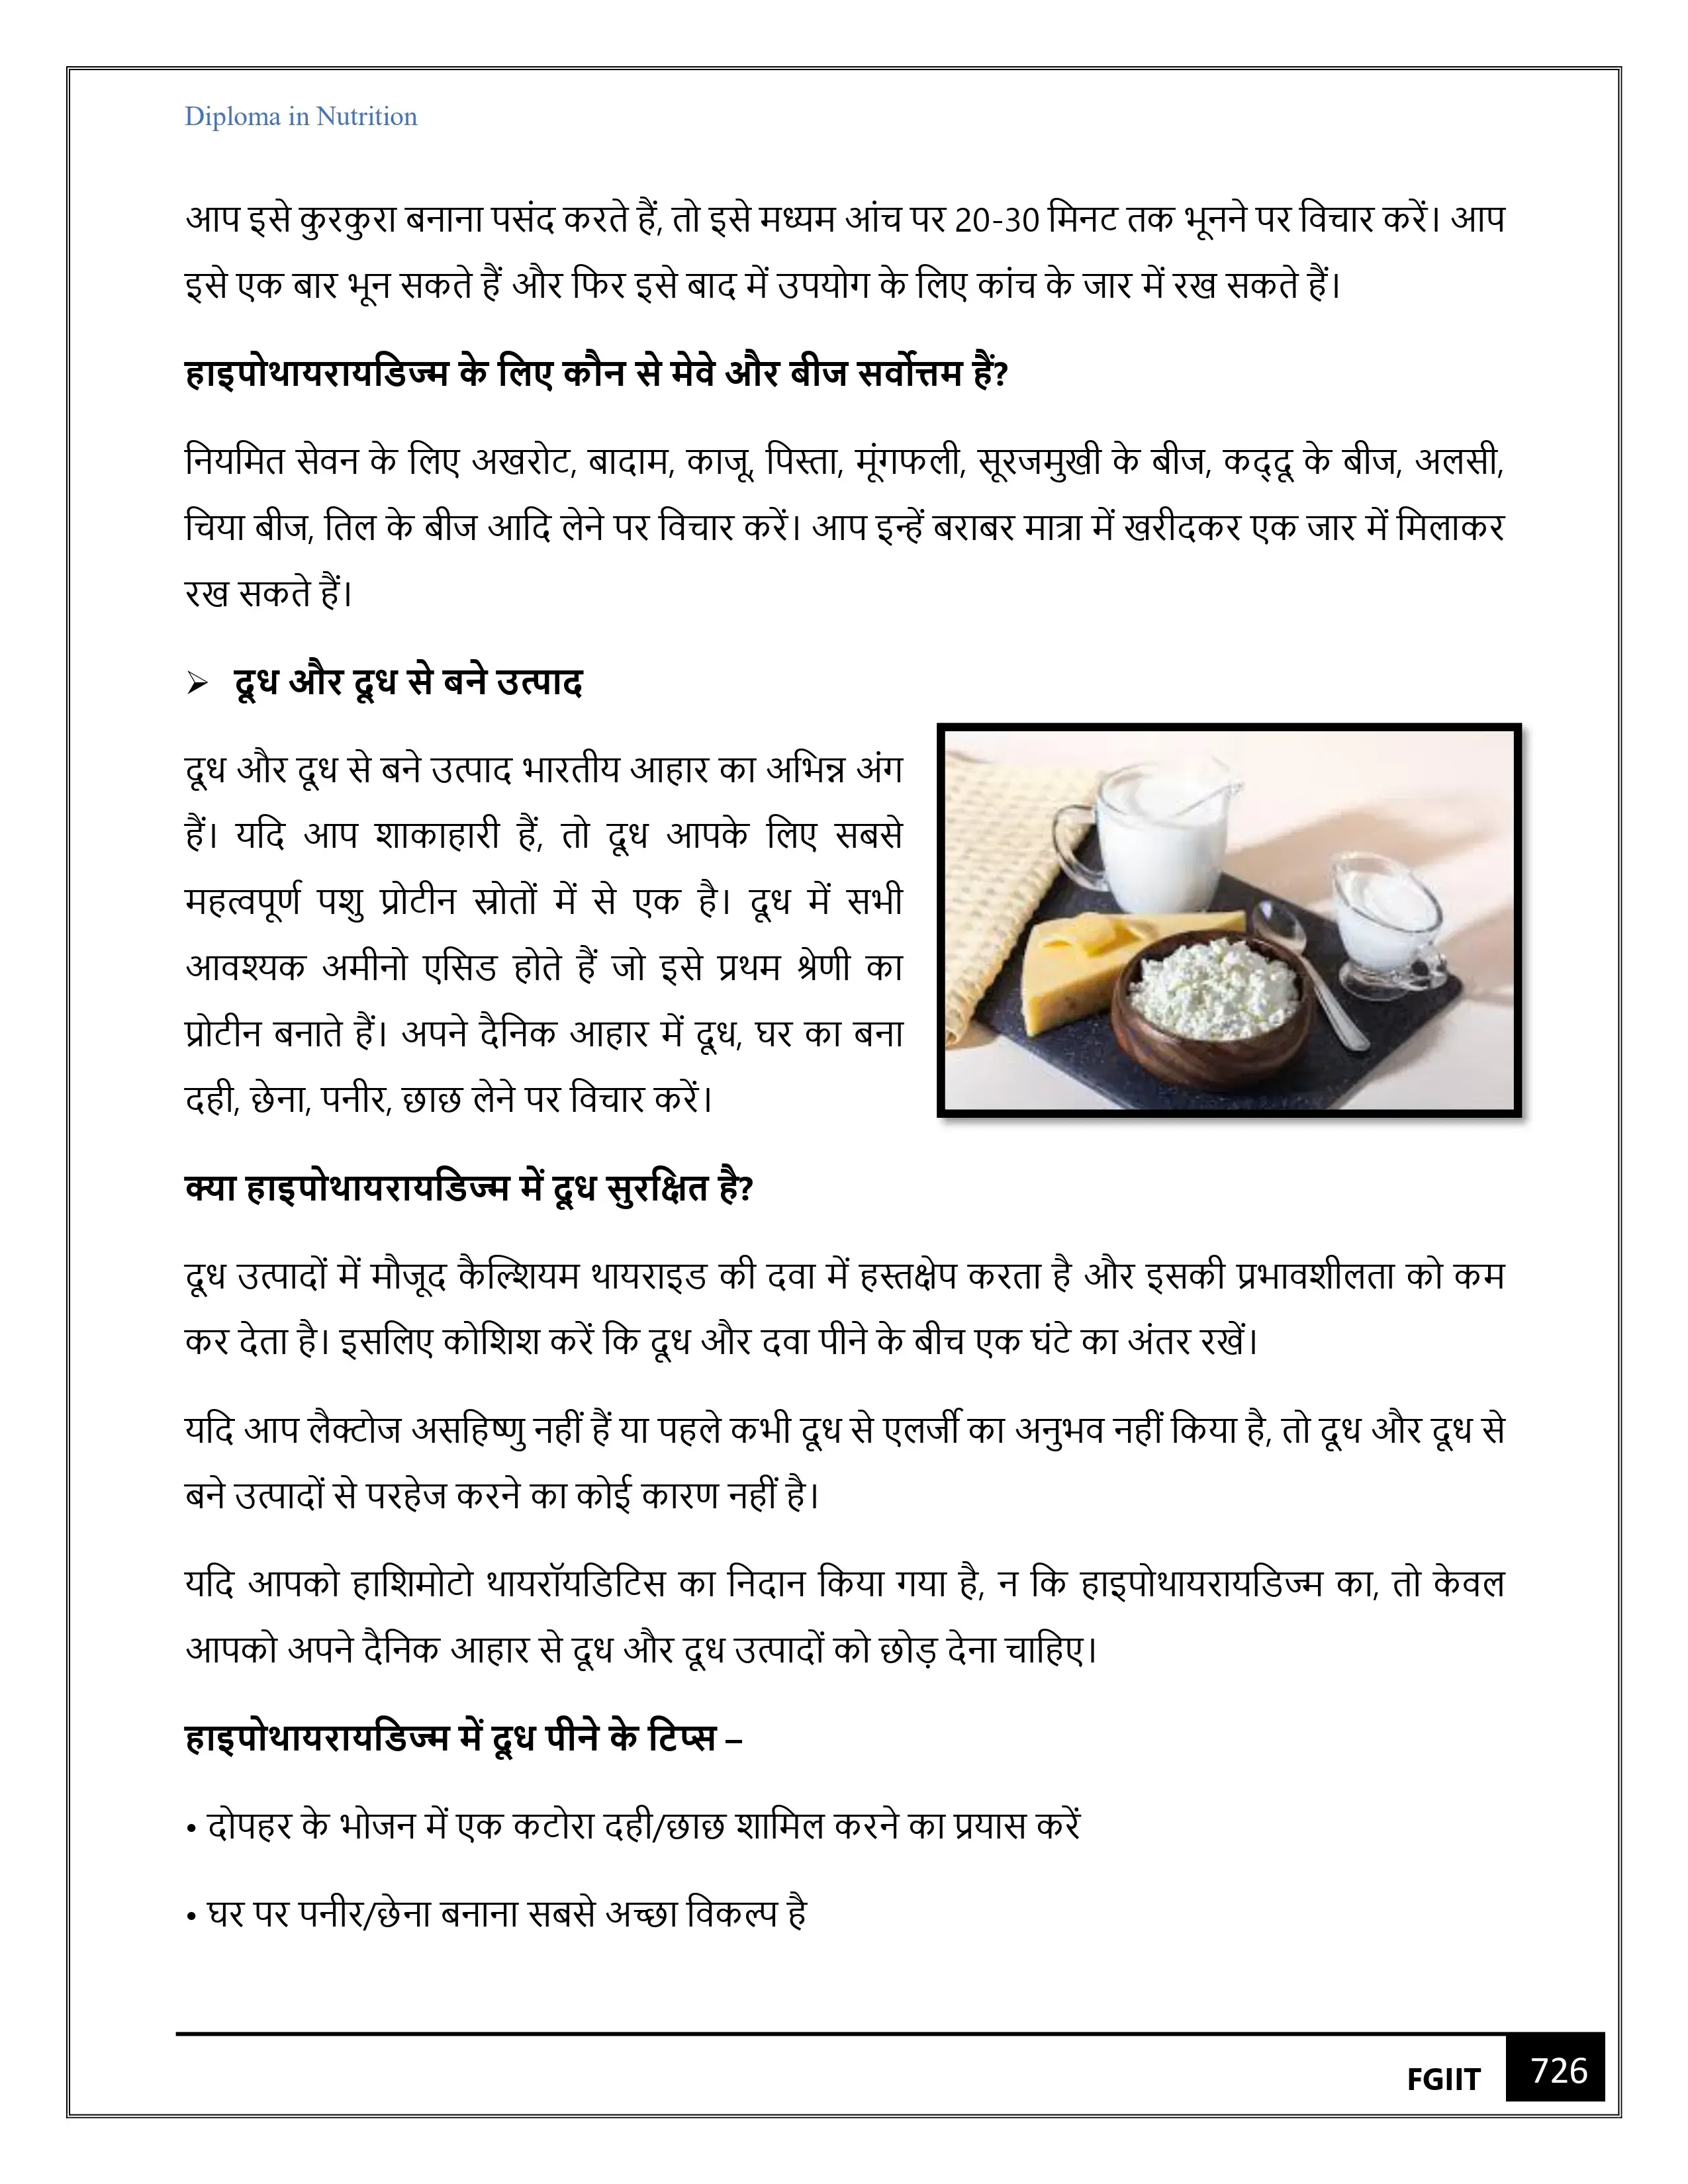 Diploma in Nutrition
आप इसे कुरकुरा बनाना पसंद करते हैं, तो इसे मध्यम आंच पर 20-30 मिनट तक भूनने पर विचार करें। आप
इसे एक बार भून सकते हैं और फिर इसे बाद में उपयोग के लिए कांच के जार में रख सकते हैं।
हाइपोथायरायडिज्म के लिए कौन से मेवे और बीज सर्वोत्तम हैं?
नियमित सेवन के लिए अखरोट, बादाम, काजू, पिस्ता, मूंगफली, सूरजमुखी के बीज, कद्दू के बीज, अलसी,
चिया बीज, तिल के बीज आदि लेने पर विचार करें। आप इन्हें बराबर मात्रा में खरीदकर एक जार में मिलाकर
रख सकते हैं।
➢ दूध और दूध से बने उत्पाद
दूध और दूध से बने उत्पाद भारतीय आहार का अभिन्न अंग
हैं। यदि आप शाकाहारी हैं, तो दूध आपके लिए सबसे
महत्वपूर्ण पशु प्रोटीन स्रोतों में से एक है। दूध में सभी
आवश्यक अमीनो एसिड होते हैं जो इसे प्रथम श्रेणी का
प्रोटीन बनाते हैं। अपने दैनिक आहार में दूध, घर का बना
दही, छेना, पनीर, छाछ लेने पर विचार करें।
क्या हाइपोथायरायडिज्म में दूध सुरक्षित है?
दूध उत्पादों में मौजूद कैल्शियम थायराइड की दवा में हस्तक्षेप करता है और इसकी प्रभावशीलता को कम
कर देता है। इसलिए कोशिश करें कि दूध और दवा पीने के बीच एक घंटे का अंतर रखें।
यदि आप लैक्टोज असहिष्णु नहीं हैं या पहले कभी दूध से एलर्जी का अनुभव नहीं किया है, तो दूध और दूध से
बने उत्पादों से परहेज करने का कोई कारण नहीं है।
यदि आपको हाशिमोटो थायरॉयडिटिस का निदान किया गया है, न कि हाइपोथायरायडिज्म का, तो केवल
आपको अपने दैनिक आहार से दूध और दूध उत्पादों को छोड़ देना चाहिए।
हाइपोथायरायडिज्म में दूध पीने के टिप्स –
• दोपहर के भोजन में एक कटोरा दही/छाछ शामिल करने का प्रयास करें
• घर पर पनीर/छेना बनाना सबसे अच्छा विकल्प है
FGIIT 726